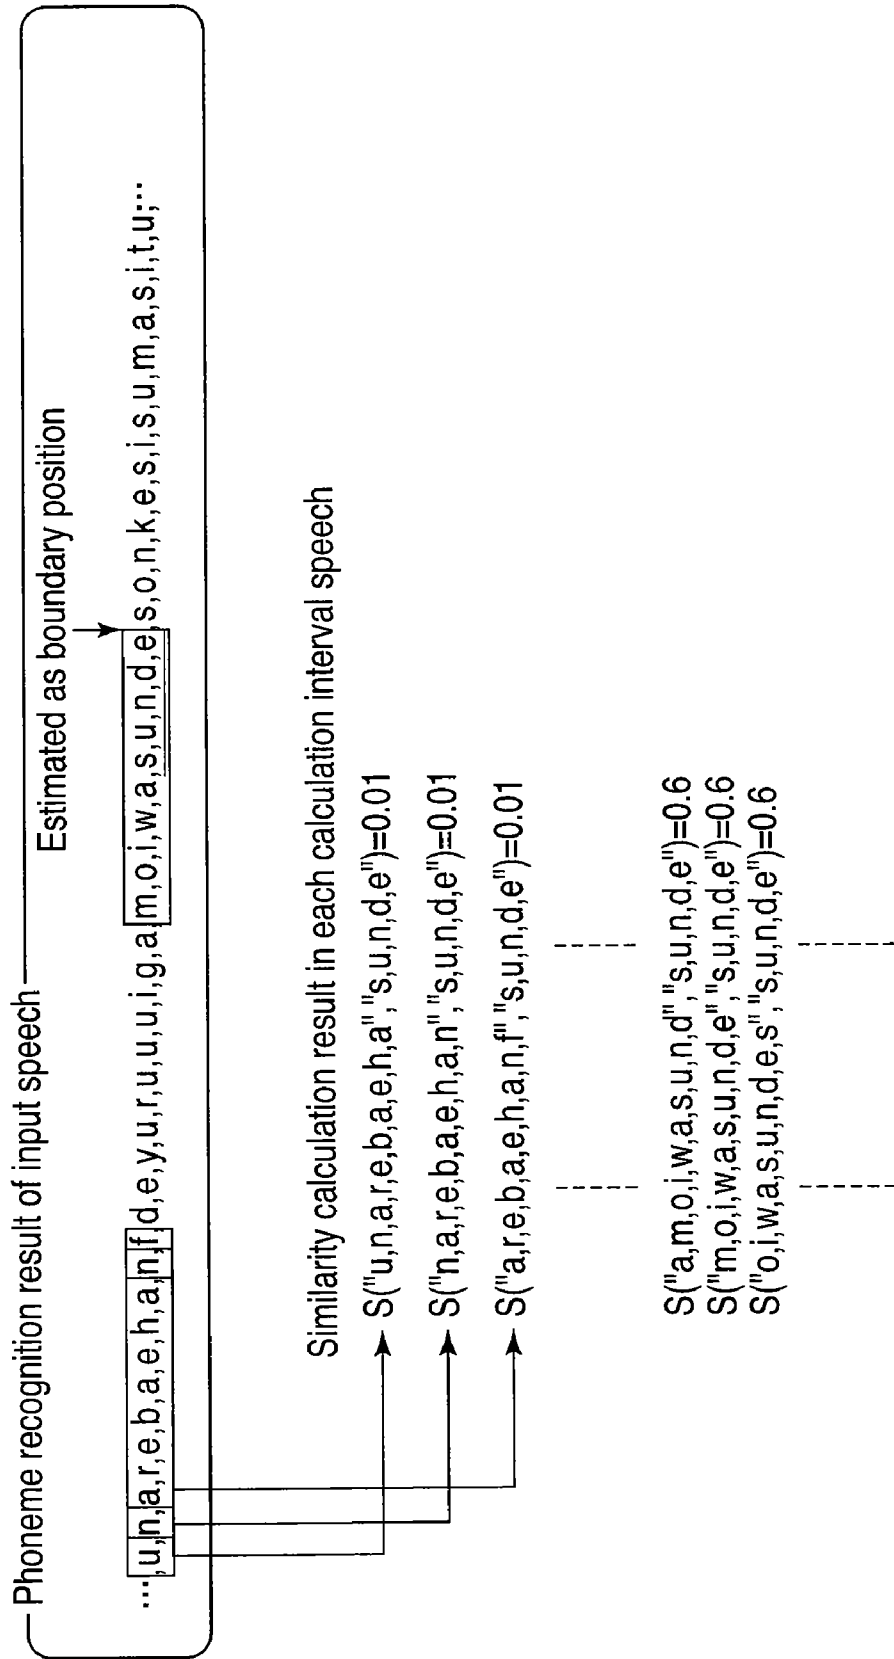 Phoneme recognition result of input speech
Estimated as boundary position
...,u,n,a,r,e,b,a,e,h,a,n,f,d,e,y,u,r,u,u,i,g,a,m,o,i,w,a,s,u,n,d,e,s,o,n,k,e,s,i,s,u,m,a,s,i,t,u,...
Similarity calculation result in each calculation interval speech
S("u,n,a,r,e,b,a,e,h,a","s,u,n,d,e")=0.01
S("n,a,r,e,b,a,e,h,a,n","s,u,n,d,e")=0.01
S("a,r,e,b,a,e,h,a,n,f","s,u,n,d,e")=0.01
S("a,m,o,i,w,a,s,u,n,d","s,u,n,d,e")=0.6
S("m,o,i,w,a,s,u,n,d,e","s,u,n,d,e")=0.6
S("o,i,w,a,s,u,n,d,e,s","s,u,n,d,e")=0.6